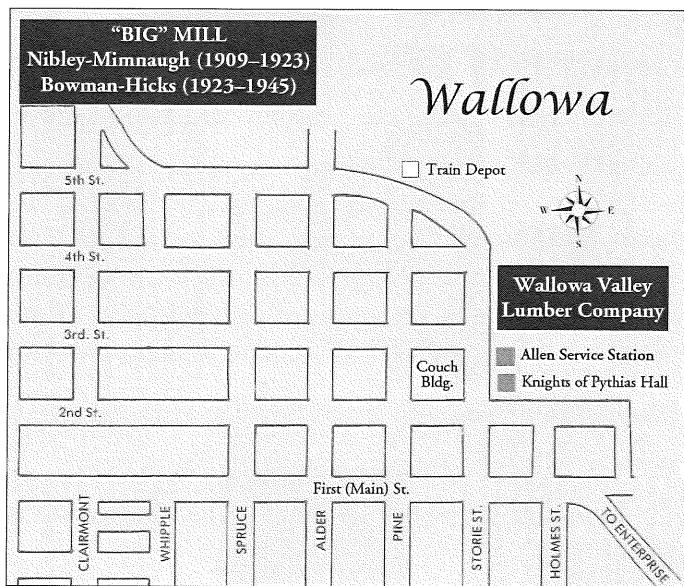 "BIG" MILL
Nibley-Mimnaugh (1909–1923)
Bowman-Hicks (1923–1945)
Wallowa
Train Depot
5th St.
N
W
E
S
4th St.
Wallowa Valley
Lumber Company
3rd. St.
Allen Service Station
Couch
Bldg.
Knights of Pythias Hall
2nd St.
First (Main) St.
CLAIRMONT
WHIPPLE
SPRUCE
ALDER
PINE
STORIE ST.
HOLMES ST.
TO ENTERPRISE